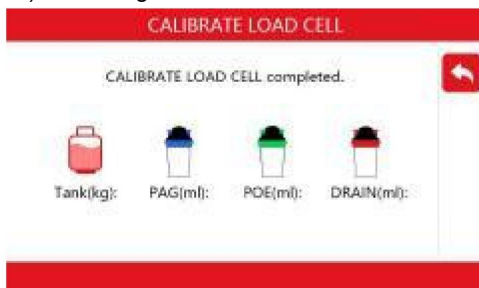 CALIBRATE LOAD CELL
CALIBRATE LOAD CELL completed.
Tank(kg): PAG(ml): POE(ml): DRAIN(ml):